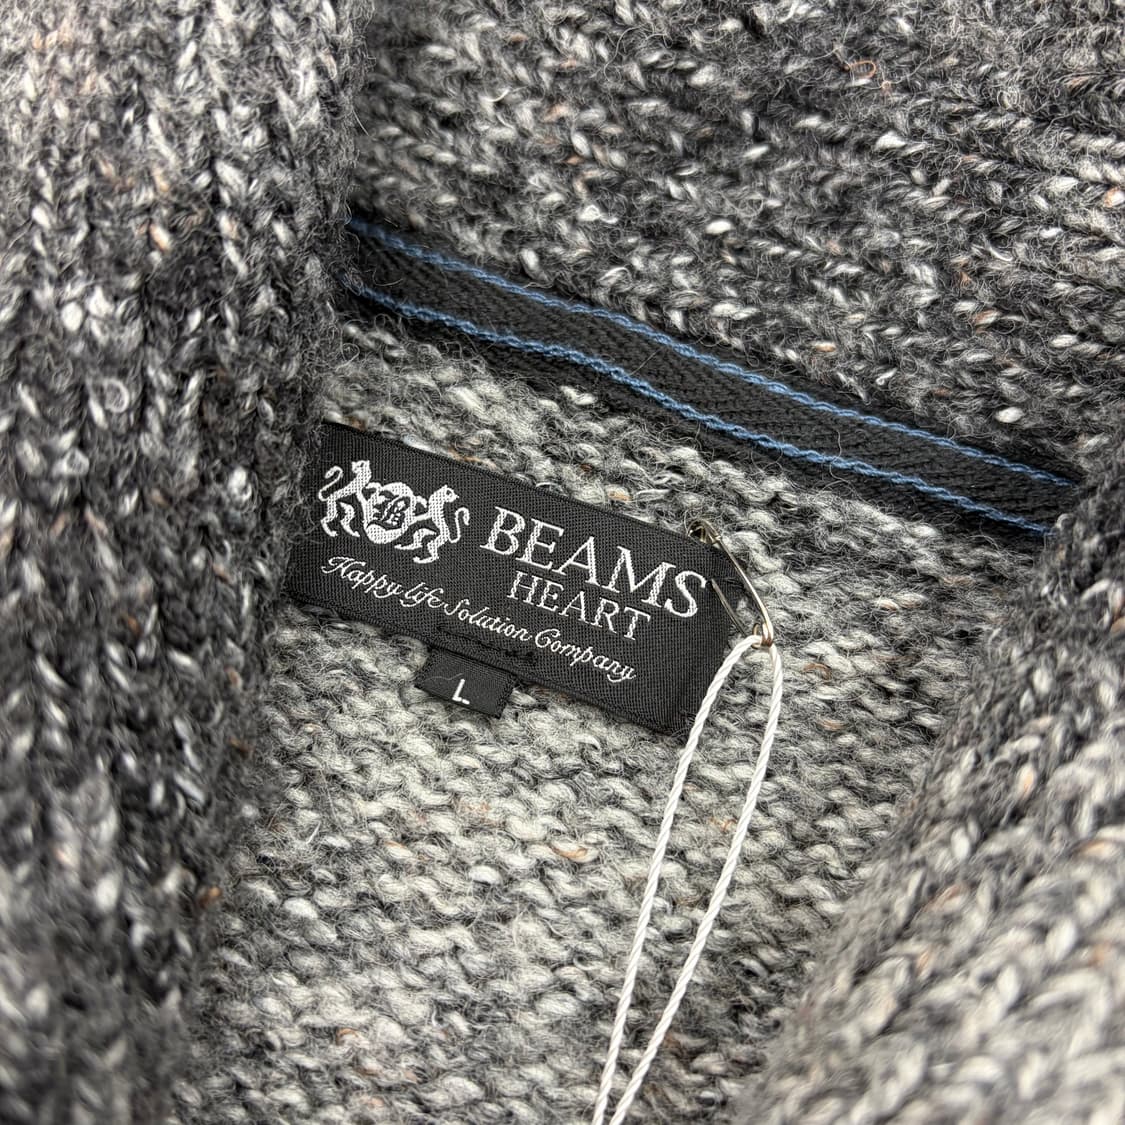 BEAMS
HEART
Happy life Solution Company
L